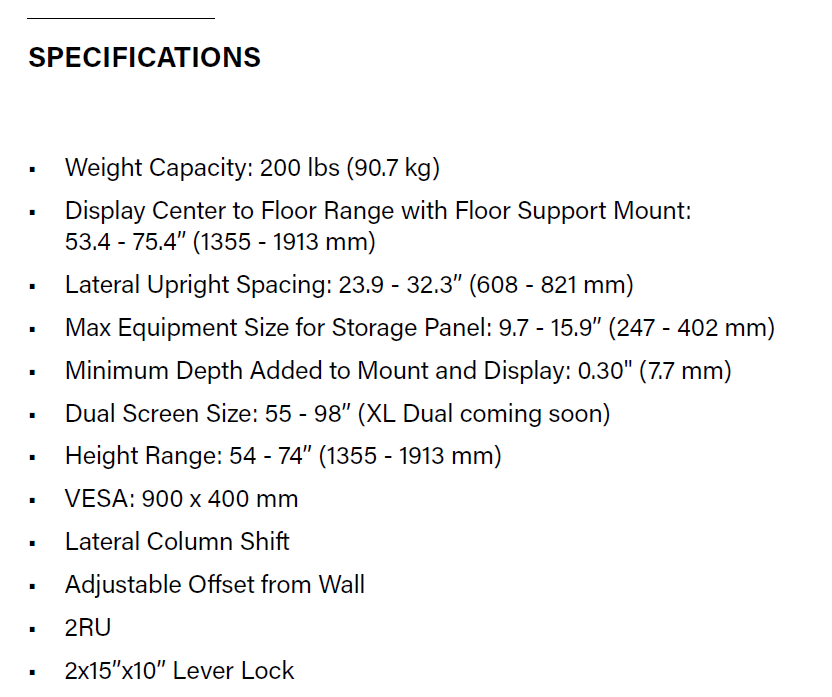 SPECIFICATIONS
▪ Weight Capacity: 200 lbs (90.7 kg)
▪ Display Center to Floor Range with Floor Support Mount:
53.4 - 75.4” (1355 - 1913 mm)
▪ Lateral Upright Spacing: 23.9 - 32.3” (608 - 821 mm)
▪ Max Equipment Size for Storage Panel: 9.7 - 15.9” (247 - 402 mm)
▪ Minimum Depth Added to Mount and Display: 0.30" (7.7 mm)
▪ Dual Screen Size: 55 - 98” (XL Dual coming soon)
▪ Height Range: 54 - 74” (1355 - 1913 mm)
▪ VESA: 900 x 400 mm
▪ Lateral Column Shift
▪ Adjustable Offset from Wall
▪ 2RU
▪ 2x15”x10” Lever Lock